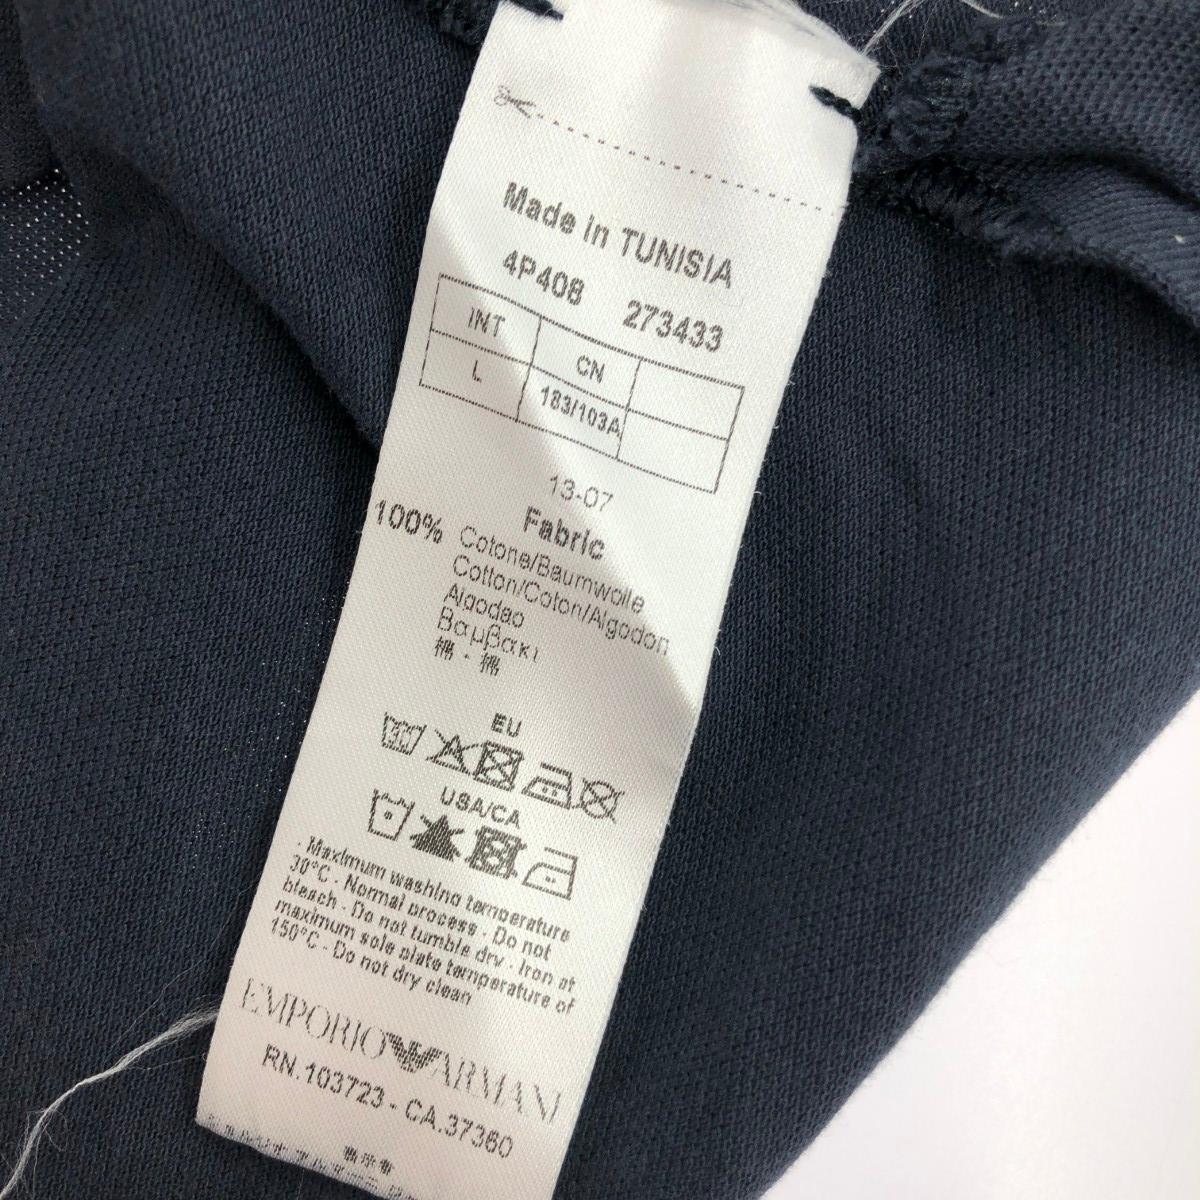 Made in TUNISIA
4P408 273433
INT CN
L 183/103A
13-07
Fabric
100% Cotone/Baumwolle
Cotton/Coton/Algodon
Algodao
Βαμβακι
棉 · 棉
EU
30
USA/CA
· Maximum washing temperature
30°C - Normal process - Do not
bleach - Do not tumble dry - Iron at
maximum sole plate temperature of
150°C - Do not dry clean
EMPORIO ARMANI
RN.103723 - CA.37360